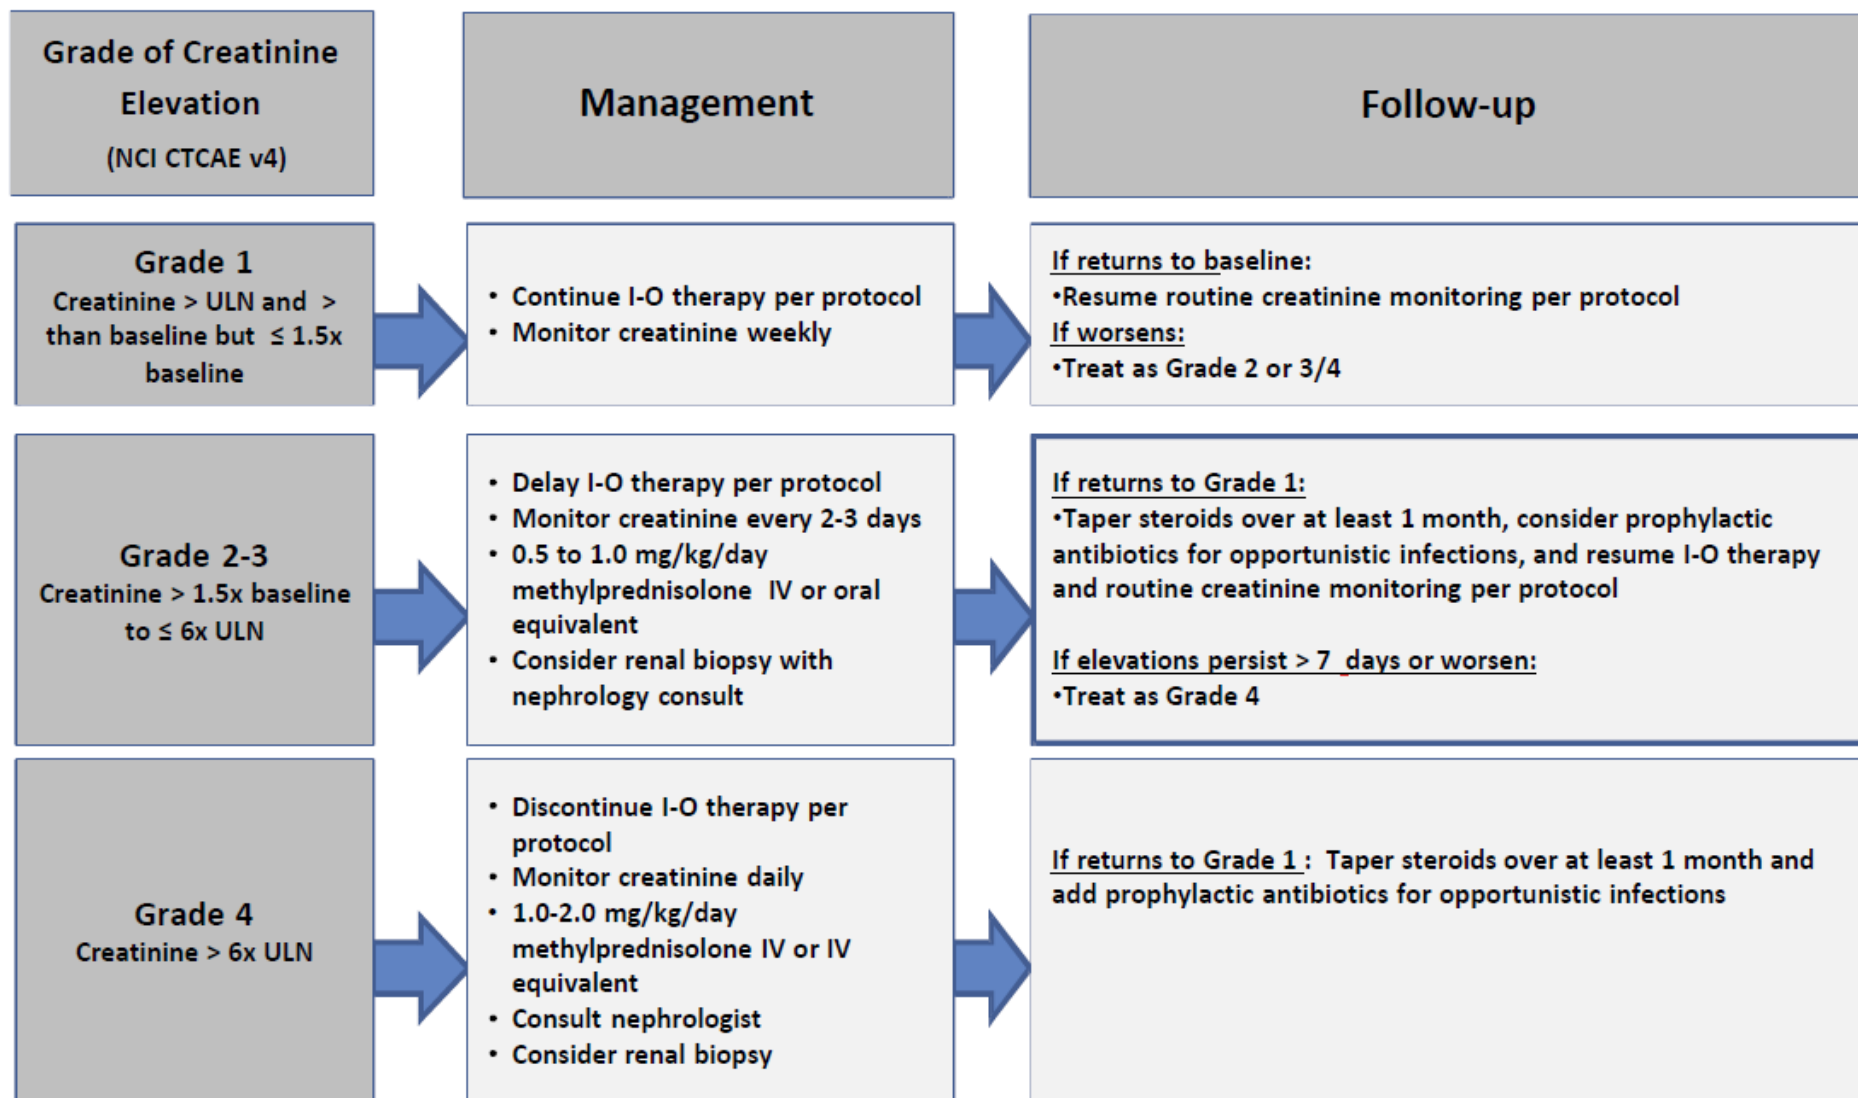 Grade of Creatinine
Elevation
(NCI CTCAE v4)
Management
Follow-up
Grade 1
Creatinine > ULN and >
than baseline but ≤ 1.5x
baseline
• Continue I-O therapy per protocol
• Monitor creatinine weekly
If returns to baseline:
•Resume routine creatinine monitoring per protocol
If worsens:
•Treat as Grade 2 or 3/4
Grade 2-3
Creatinine > 1.5x baseline
to ≤ 6x ULN
• Delay I-O therapy per protocol
• Monitor creatinine every 2-3 days
• 0.5 to 1.0 mg/kg/day
methylprednisolone IV or oral
equivalent
• Consider renal biopsy with
nephrology consult
If returns to Grade 1:
•Taper steroids over at least 1 month, consider prophylactic
antibiotics for opportunistic infections, and resume I-O therapy
and routine creatinine monitoring per protocol
If elevations persist > 7 days or worsen:
•Treat as Grade 4
Grade 4
Creatinine > 6x ULN
• Discontinue I-O therapy per
protocol
• Monitor creatinine daily
• 1.0-2.0 mg/kg/day
methylprednisolone IV or IV
equivalent
• Consult nephrologist
• Consider renal biopsy
If returns to Grade 1 : Taper steroids over at least 1 month and
add prophylactic antibiotics for opportunistic infections